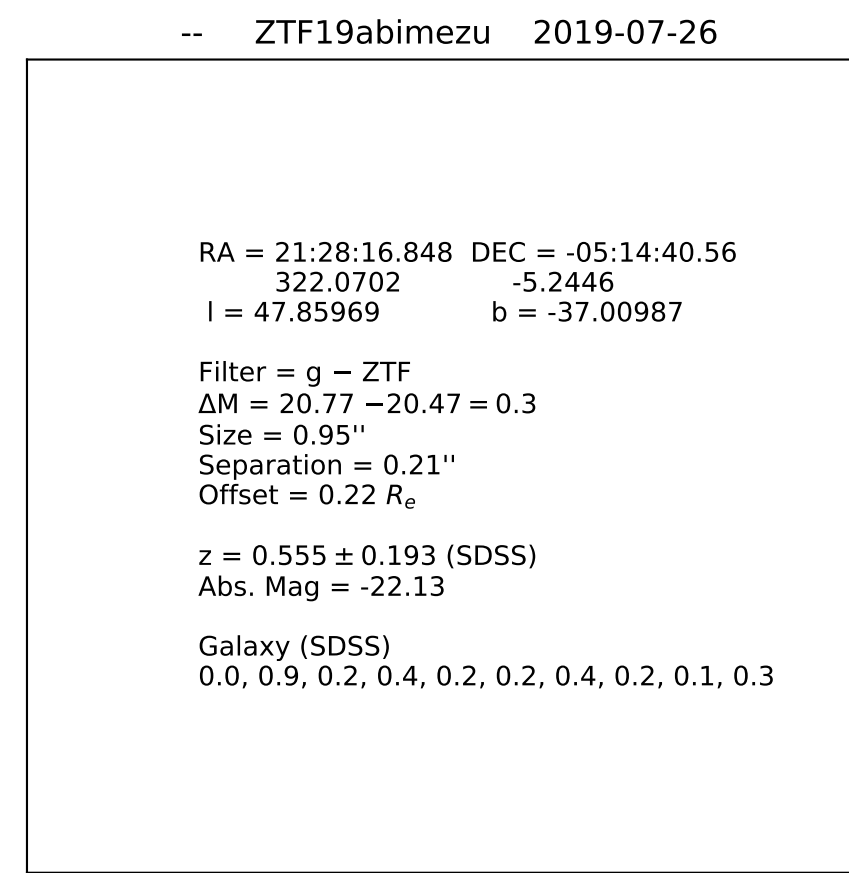 -- ZTF19abimezu 2019-07-26
RA = 21:28:16.848 DEC = -05:14:40.56
322.0702 -5.2446
l = 47.85969 b = -37.00987
Filter = g − ZTF
ΔM = 20.77 −20.47 = 0.3
Size = 0.95''
Separation = 0.21''
Offset = 0.22 Rₑ
z = 0.555 ± 0.193 (SDSS)
Abs. Mag = -22.13
Galaxy (SDSS)
0.0, 0.9, 0.2, 0.4, 0.2, 0.2, 0.4, 0.2, 0.1, 0.3